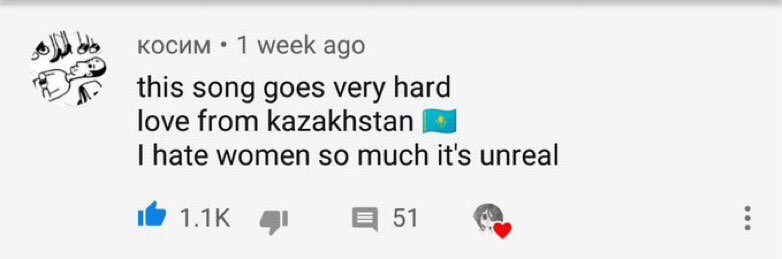 косим • 1 week ago
this song goes very hard
love from kazakhstan 🇰🇿
I hate women so much it's unreal
1.1K 51